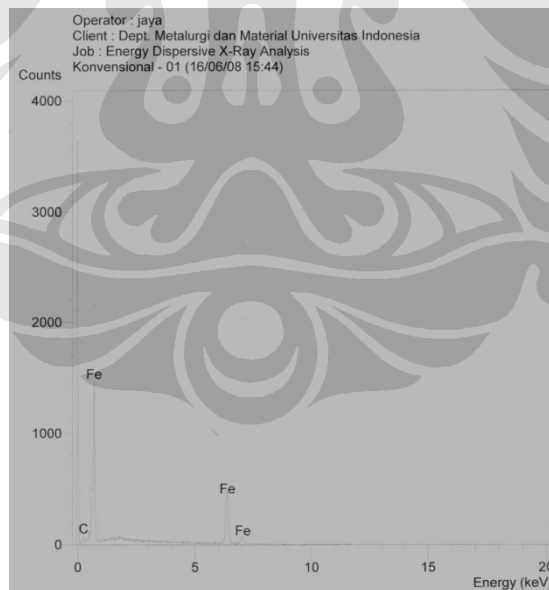 Operator : jaya
Client : Dept. Metalurgi dan Material Universitas Indonesia
Job : Energy Dispersive X-Ray Analysis
Konvensional - 01 (16/06/08 15:44)
Counts
4000
3000
2000
Fe
1000
Fe
C
Fe
0
0 5 10 15 20
Energy (keV)